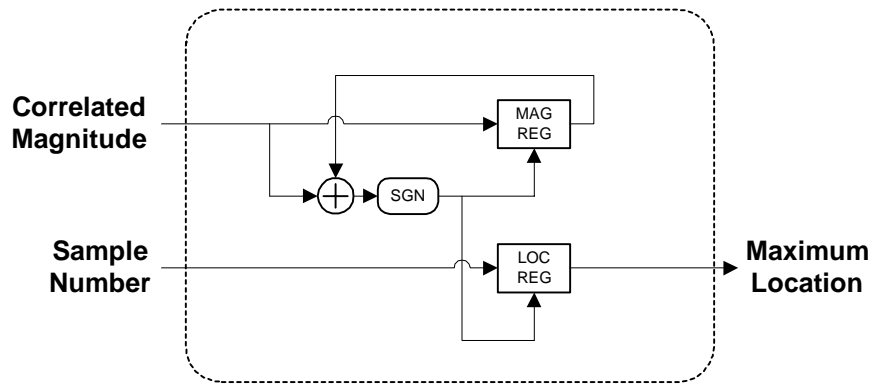 Correlated
Magnitude
MAG
REG
SGN
Sample
Number
LOC
REG
Maximum
Location